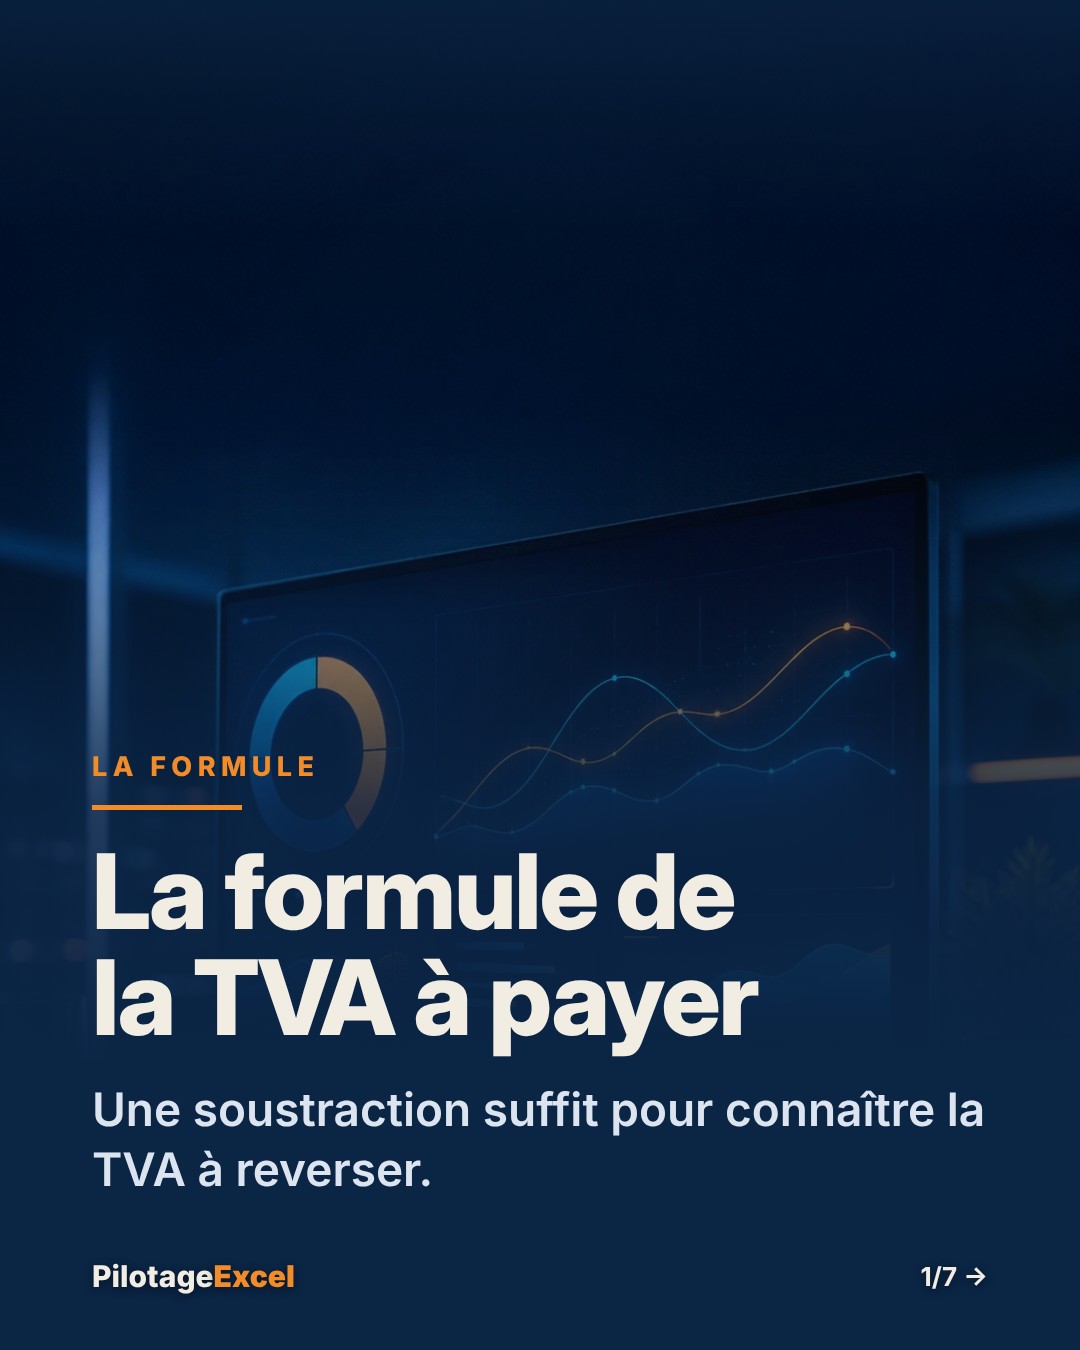 LA FORMULE
La formule de
la TVA à payer
Une soustraction suffit pour connaître la
TVA à reverser.
PilotageExcel
1/7 →